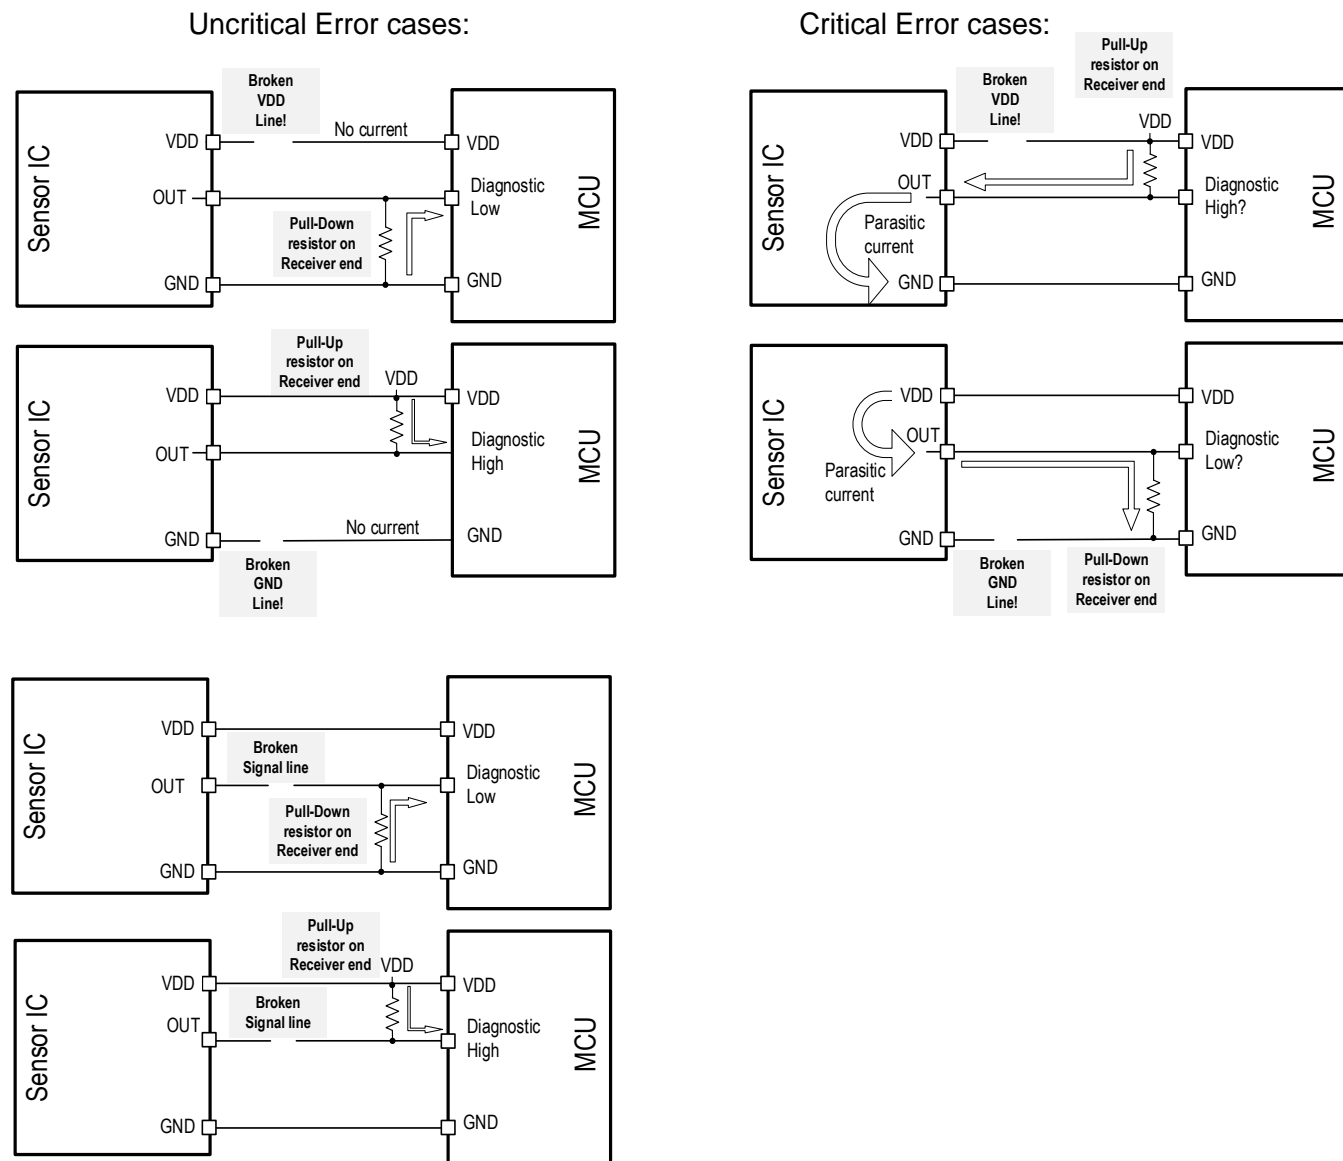 Uncritical Error cases:
Broken
VDD
Line!
No current
Sensor IC
VDD
OUT
GND
Pull-Down
resistor on
Receiver end
VDD
Diagnostic
Low
GND
MCU
Pull-Up
resistor on
Receiver end
VDD
Sensor IC
VDD
OUT
GND
No current
Broken
GND
Line!
VDD
Diagnostic
High
GND
MCU
Sensor IC
VDD
OUT
GND
Broken
Signal line
Pull-Down
resistor on
Receiver end
VDD
Diagnostic
Low
GND
MCU
Pull-Up
resistor on
Receiver end
VDD
Sensor IC
VDD
OUT
GND
Broken
Signal line
VDD
Diagnostic
High
GND
MCU
Critical Error cases:
Broken
VDD
Line!
Pull-Up
resistor on
Receiver end
VDD
Sensor IC
VDD
OUT
Parasitic
current
GND
VDD
Diagnostic
High?
GND
MCU
Sensor IC
VDD
OUT
Parasitic
current
GND
Broken
GND
Line!
Pull-Down
resistor on
Receiver end
VDD
Diagnostic
Low?
GND
MCU